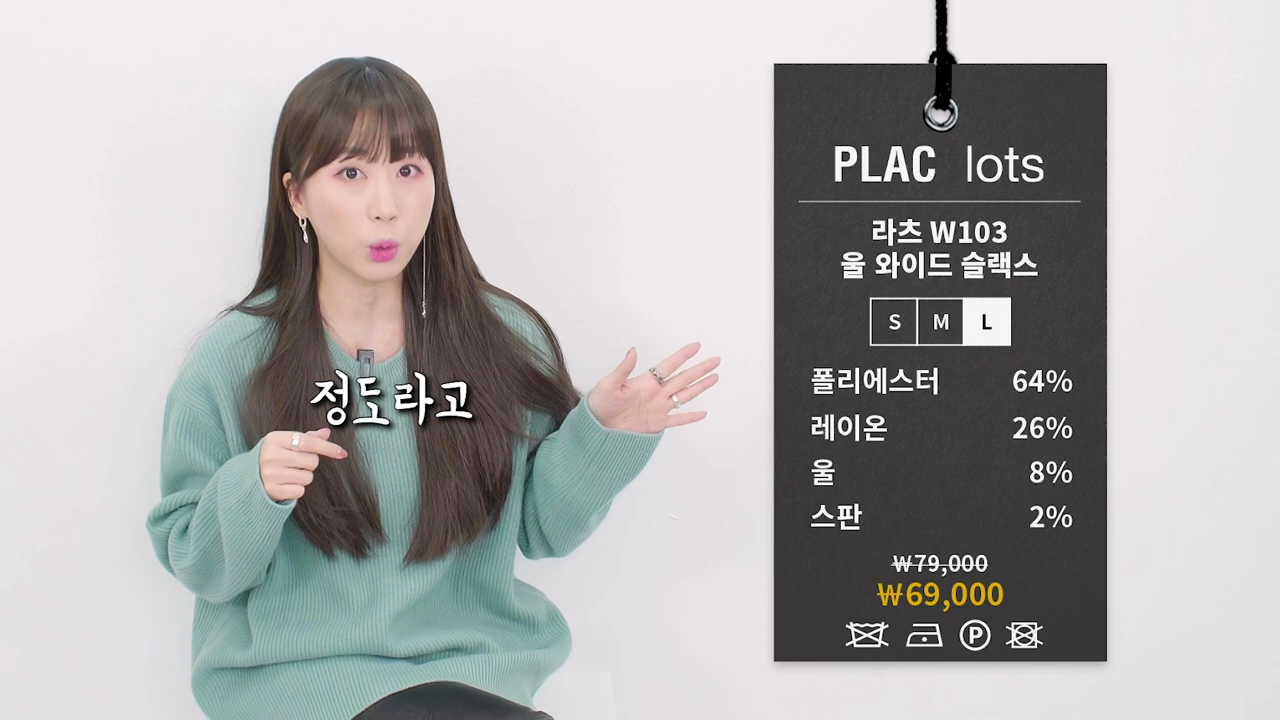 정도라고
PLAC lots
라츠 W103
울 와이드 슬랙스
S M L
폴리에스터 64%
레이온 26%
울 8%
스판 2%
₩79,000
₩69,000
P